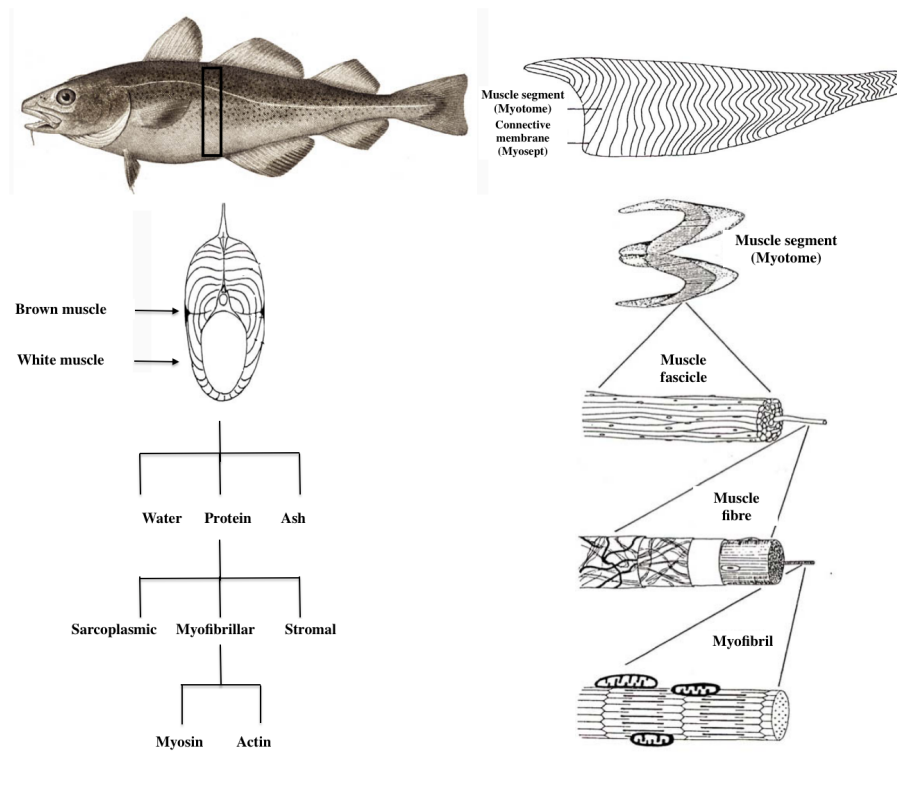 Muscle segment
(Myotome)
Connective
membrane
(Myosept)
Muscle segment
(Myotome)
Brown muscle
White muscle
Muscle
fascicle
Water Protein Ash
Muscle
fibre
Sarcoplasmic Myofibrillar Stromal
Myofibril
Myosin Actin